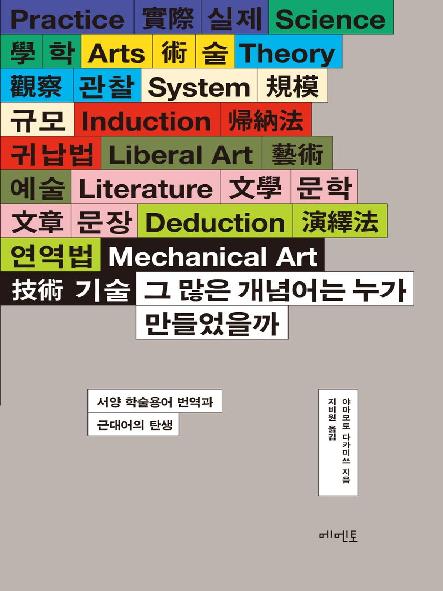 Practice 實際 실제 Science
學 학 Arts 術 술 Theory
觀察 관찰 System 規模
규모 Induction 帰納法
귀납법 Liberal Art 藝術
예술 Literature 文學 문학
文章 문장 Deduction 演繹法
연역법 Mechanical Art
技術 기술 그 많은 개념어는 누가
만들었을까
서양 학술용어 번역과
근대어의 탄생
야마모토 다카미쓰 지음
지비원 옮김
메멘토